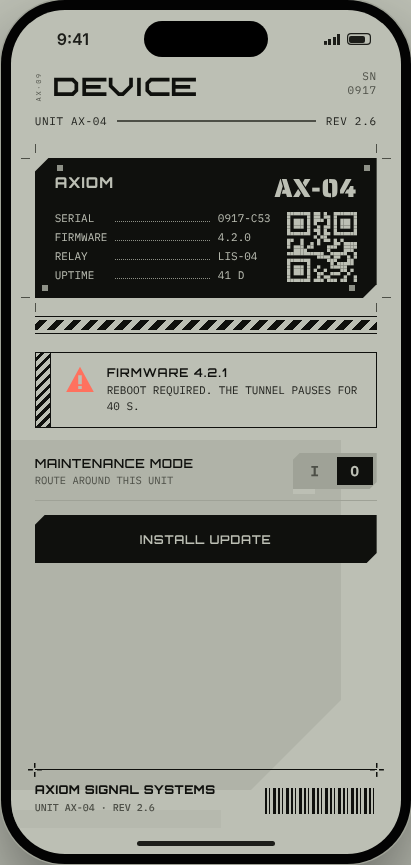 9:41
AX-09
DEVICE
SN
0917
UNIT AX-04
REV 2.6
AXIOM
AX-04
SERIAL 0917-C53
FIRMWARE 4.2.0
RELAY LIS-04
UPTIME 41 D
FIRMWARE 4.2.1
REBOOT REQUIRED. THE TUNNEL PAUSES FOR
40 S.
MAINTENANCE MODE
ROUTE AROUND THIS UNIT
I O
INSTALL UPDATE
AXIOM SIGNAL SYSTEMS
UNIT AX-04 · REV 2.6